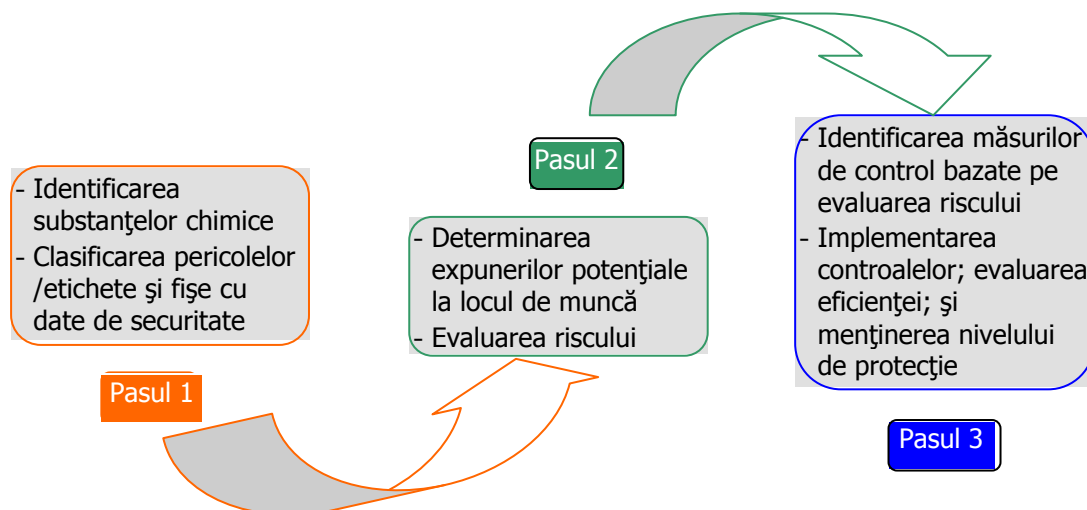 - Identificarea
substanţelor chimice
- Clasificarea pericolelor
/etichete şi fişe cu
date de securitate
Pasul 1
Pasul 2
- Determinarea
expunerilor potenţiale
la locul de muncă
- Evaluarea riscului
- Identificarea măsurilor
de control bazate pe
evaluarea riscului
- Implementarea
controalelor; evaluarea
eficienţei; şi
menţinerea nivelului
de protecţie
Pasul 3